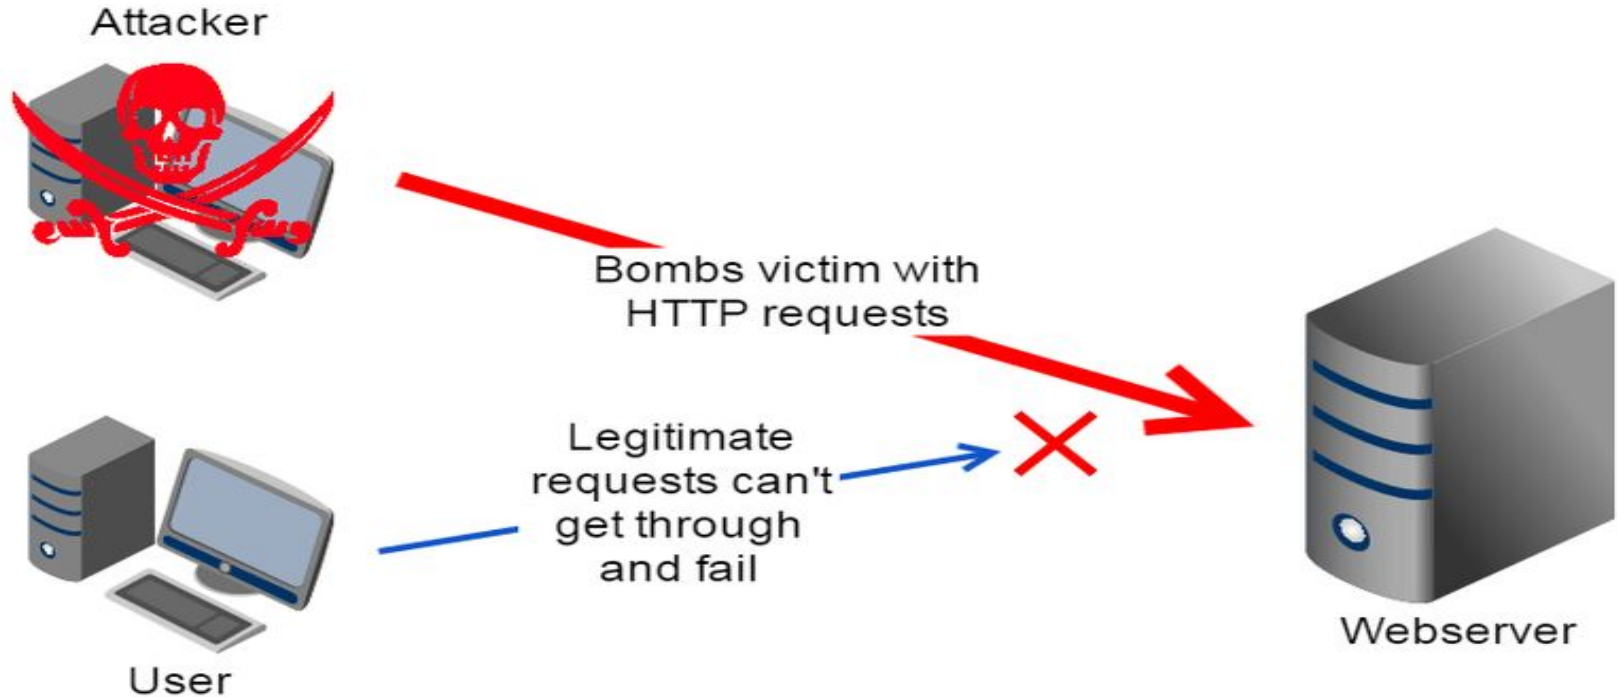 Attacker
Bombs victim with
HTTP requests
Legitimate
requests can't
get through
and fail
Webserver
User